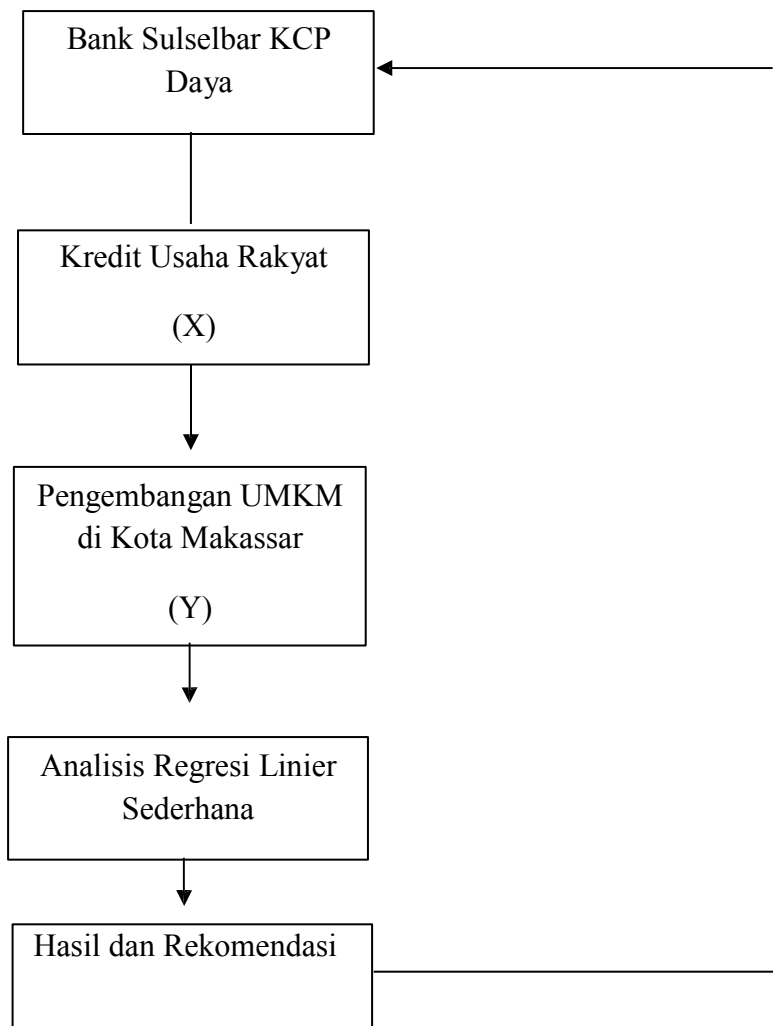 Bank Sulselbar KCP
Daya
Kredit Usaha Rakyat
(X)
Pengembangan UMKM
di Kota Makassar
(Y)
Analisis Regresi Linier
Sederhana
Hasil dan Rekomendasi